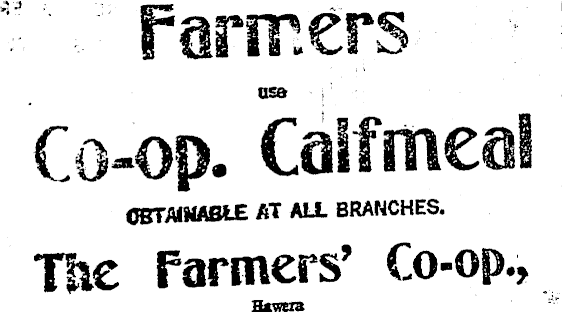 Farmers
use
Co-op. Calfmeal
OBTAINABLE AT ALL BRANCHES.
The Farmers' Co-op.,
Hawera